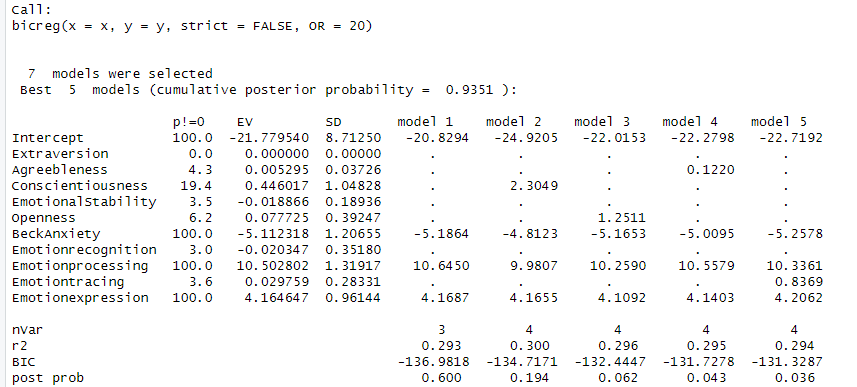 Call:
bicreg(x = x, y = y, strict = FALSE, OR = 20)
7 models were selected
Best 5 models (cumulative posterior probability = 0.9351 ):
p!=0 EV SD model 1 model 2 model 3 model 4 model 5
Intercept 100.0 -21.779540 8.71250 -20.8294 -24.9205 -22.0153 -22.2798 -22.7192
Extraversion 0.0 0.000000 0.00000 . . . . .
Agreebleness 4.3 0.005295 0.03726 . . . 0.1220 .
Conscientiousness 19.4 0.446017 1.04828 . 2.3049 . . .
EmotionalStability 3.5 -0.018866 0.18936 . . . . .
Openness 6.2 0.077725 0.39247 . . 1.2511 . .
BeckAnxiety 100.0 -5.112318 1.20655 -5.1864 -4.8123 -5.1653 -5.0095 -5.2578
Emotionrecognition 3.0 -0.020347 0.35180 . . . . .
Emotionprocessing 100.0 10.502802 1.31917 10.6450 9.9807 10.2590 10.5579 10.3361
Emotiontracing 3.6 0.029759 0.28331 . . . . 0.8369
Emotionexpression 100.0 4.164647 0.96144 4.1687 4.1655 4.1092 4.1403 4.2062
nVar 3 4 4 4 4
r2 0.293 0.300 0.296 0.295 0.294
BIC -136.9818 -134.7171 -132.4447 -131.7278 -131.3287
post prob 0.600 0.194 0.062 0.043 0.036